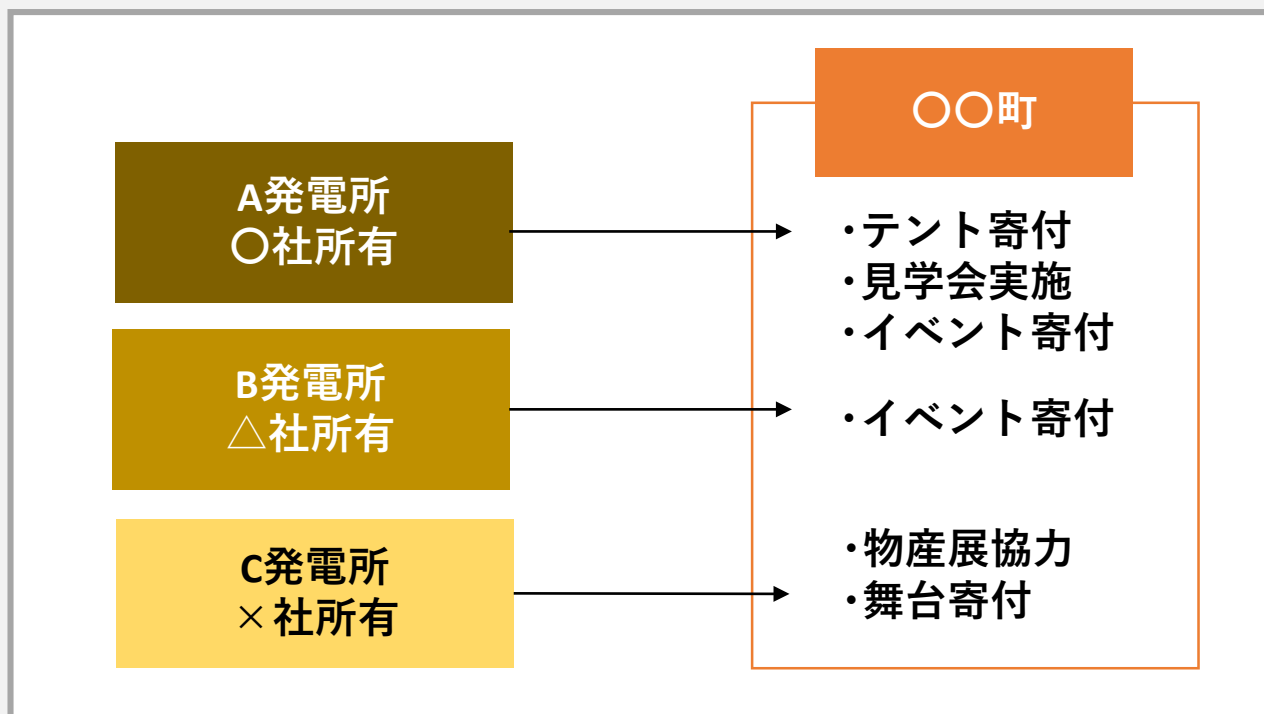 〇〇町
A発電所
〇社所有
・テント寄付
・見学会実施
・イベント寄付
B発電所
△社所有
・イベント寄付
C発電所
×社所有
・物産展協力
・舞台寄付